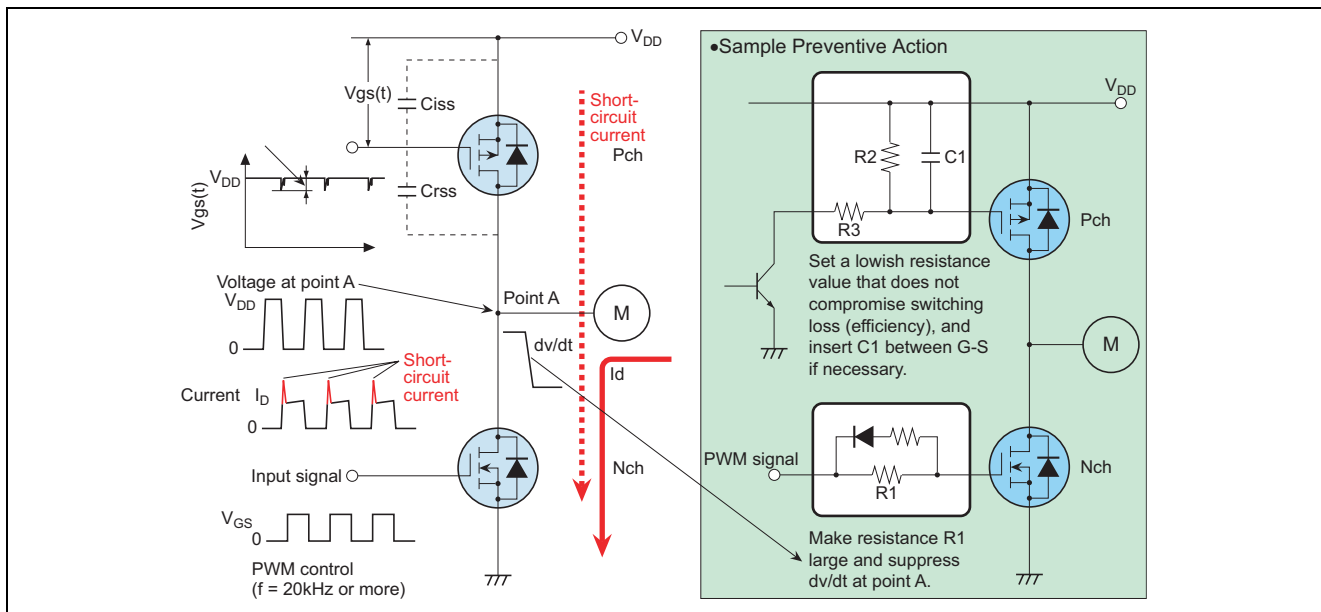 VDD
Vgs(t)
Ciss
Short-
circuit
current
Pch
VDD
Vgs(t)
Crss
Voltage at point A
VDD
0
Point A
M
dv/dt
Id
Short-
circuit
current
Current ID
0
Input signal
Nch
VGS
0
PWM control
(f = 20kHz or more)
•Sample Preventive Action
VDD
R2
C1
R3
Pch
Set a lowish resistance
value that does not
compromise switching
loss (efficiency), and
insert C1 between G-S
if necessary.
M
PWM signal
R1
Nch
Make resistance R1
large and suppress
dv/dt at point A.